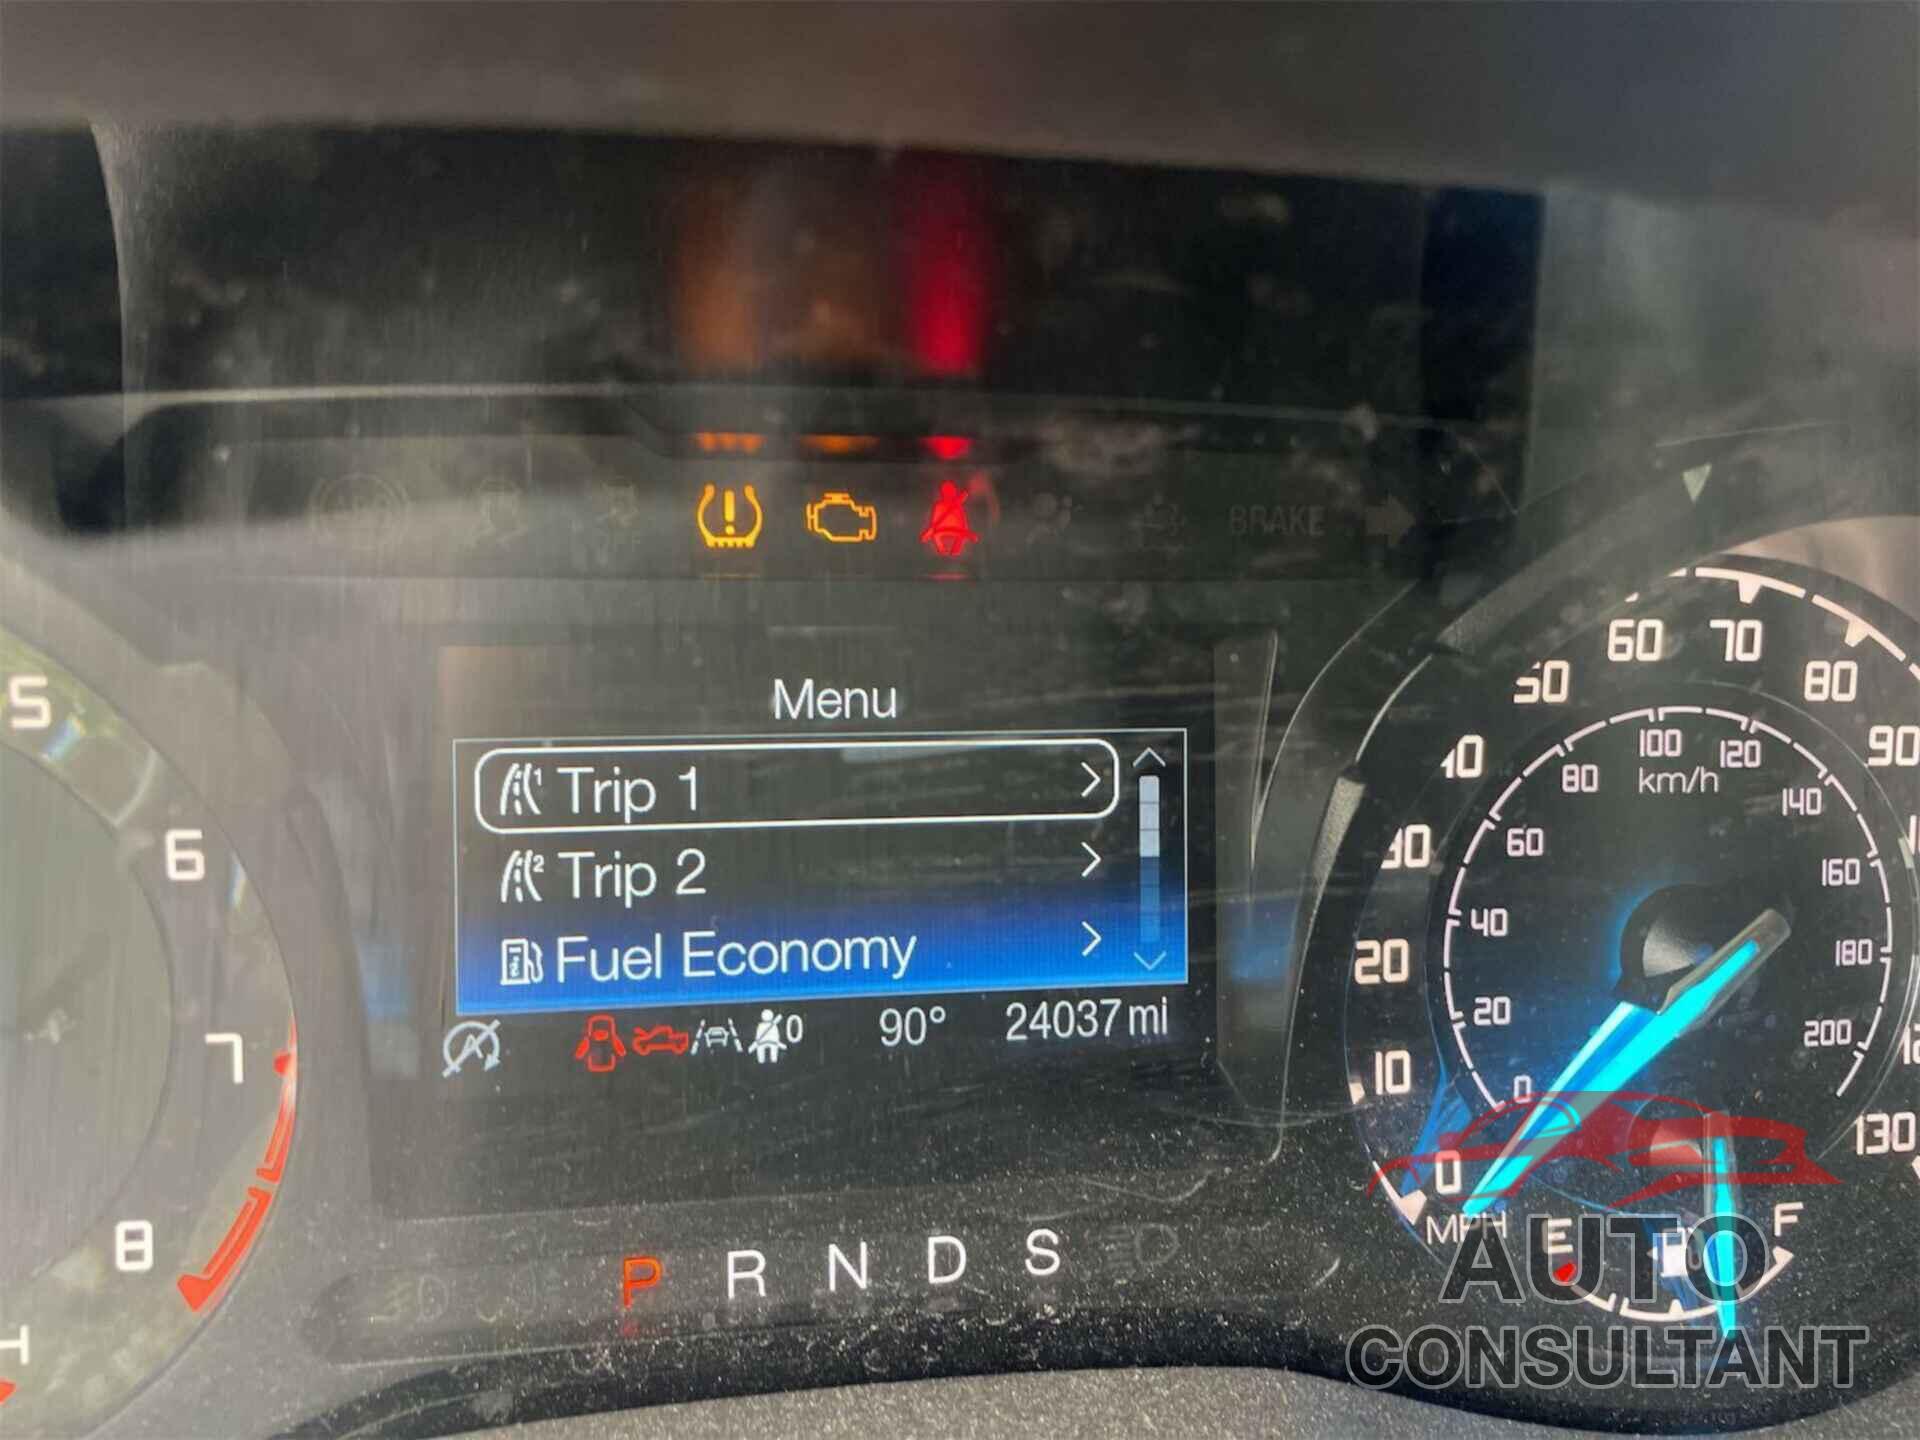 BRAKE
Menu
1 Trip 1
2 Trip 2
Fuel Economy
0 90° 24037 mi
P R N D S
5
6
7
8
H
0 10 20 30 40 50 60 70 80 90 130
MPH
0 20 40 60 80 100 120 140 160 180 200
km/h
E F
AUTO
CONSULTANT